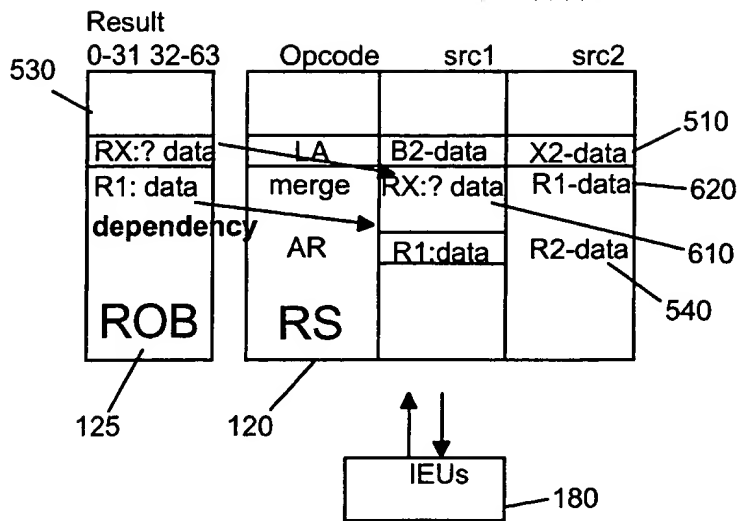 Result
0-31 32-63 Opcode src1 src2
530
510
RX:? data LA B2-data X2-data
R1: data merge RX:? data R1-data
620
dependency
AR R1:data R2-data
610
540
ROB RS
125 120
IEUs
180